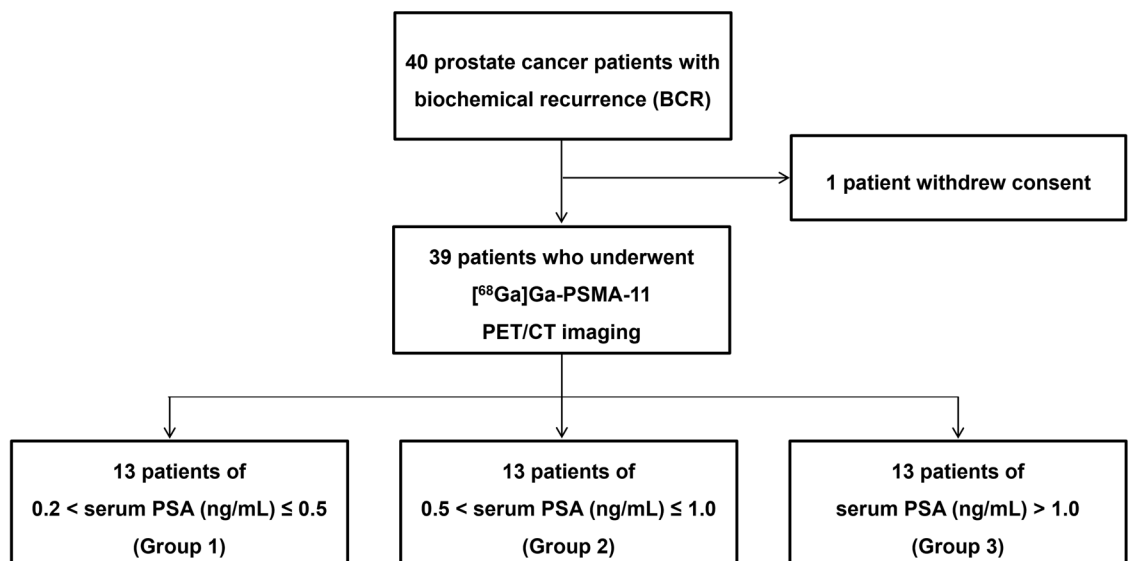 40 prostate cancer patients with
biochemical recurrence (BCR)
1 patient withdrew consent
39 patients who underwent
[⁶⁸Ga]Ga-PSMA-11
PET/CT imaging
13 patients of
0.2 < serum PSA (ng/mL) ≤ 0.5
(Group 1)
13 patients of
0.5 < serum PSA (ng/mL) ≤ 1.0
(Group 2)
13 patients of
serum PSA (ng/mL) > 1.0
(Group 3)